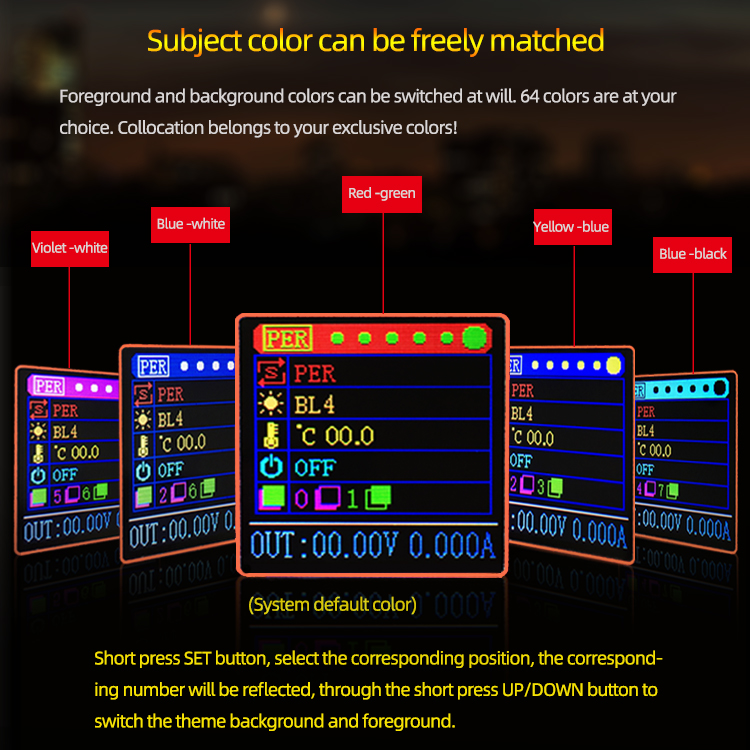 Subject color can be freely matched
Foreground and background colors can be switched at will. 64 colors are at your
choice. Collocation belongs to your exclusive colors!
Violet -white
Blue -white
Red -green
Yellow -blue
Blue -black
PER
PER
BL4
°C 00.0
OFF
5 6
OUT:00.00V
PER
PER
BL4
°C 00.0
OFF
2 6
OUT:00.00V
PER
PER
BL4
°C 00.0
OFF
0 1
OUT:00.00V 0.000A
ER
PER
BL4
°C 00.0
OFF
2 3
:00.00V 0.000A
ER
PER
BL4
°C 00.0
OFF
4 7
:00.00V 0.000A
(System default color)
Short press SET button, select the corresponding position, the correspond-
ing number will be reflected, through the short press UP/DOWN button to
switch the theme background and foreground.